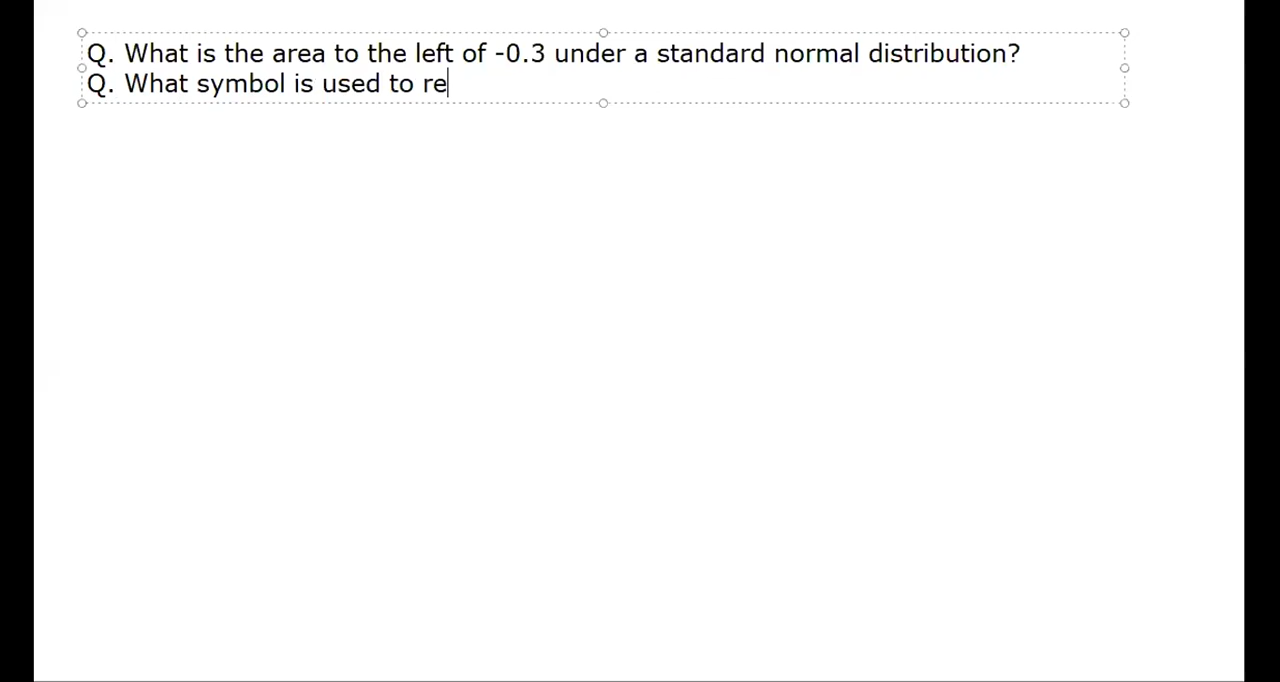 Q. What is the area to the left of -0.3 under a standard normal distribution?
Q. What symbol is used to re